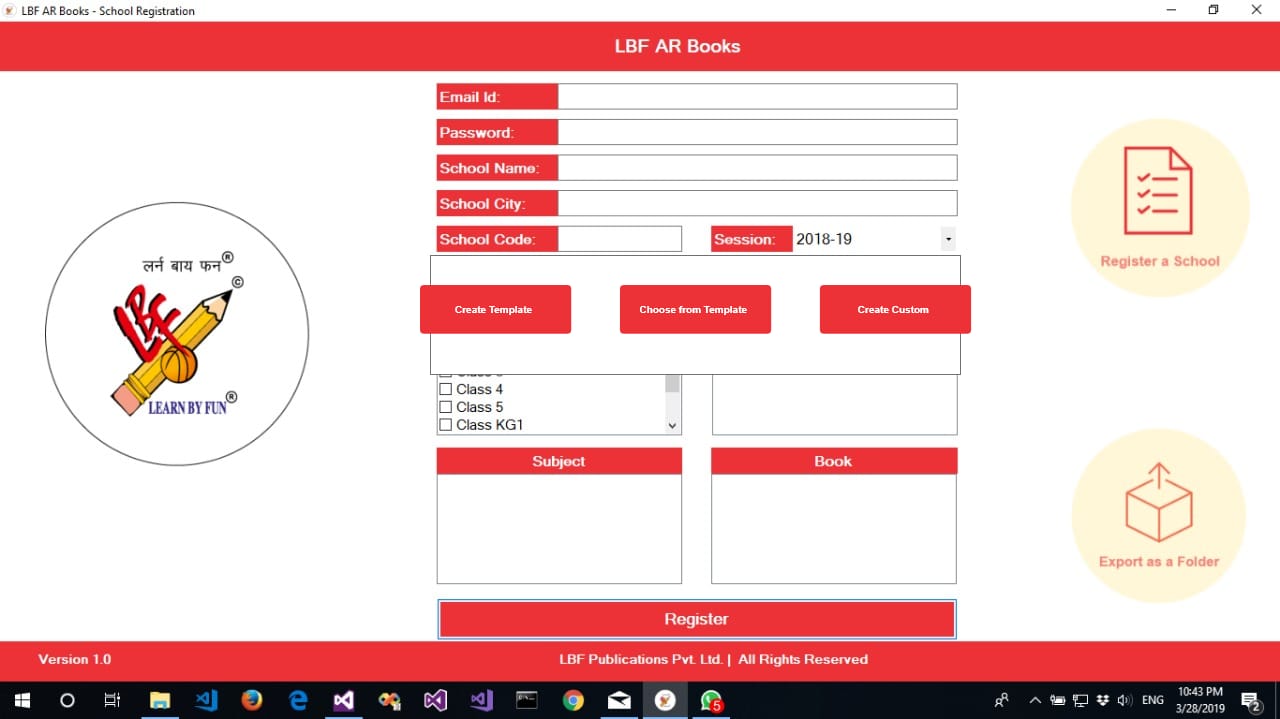 LBF AR Books - School Registration
LBF AR Books
Email Id:
Password:
School Name:
School City:
School Code:
Session: 2018-19
Create Template
Choose from Template
Create Custom
Class 4
Class 5
Class KG1
Subject
Book
Register
लर्न बाय फन®
©
LBF
LEARN BY FUN®
Register a School
Export as a Folder
Version 1.0
LBF Publications Pvt. Ltd. | All Rights Reserved
5
ENG
10:43 PM
3/28/2019
2